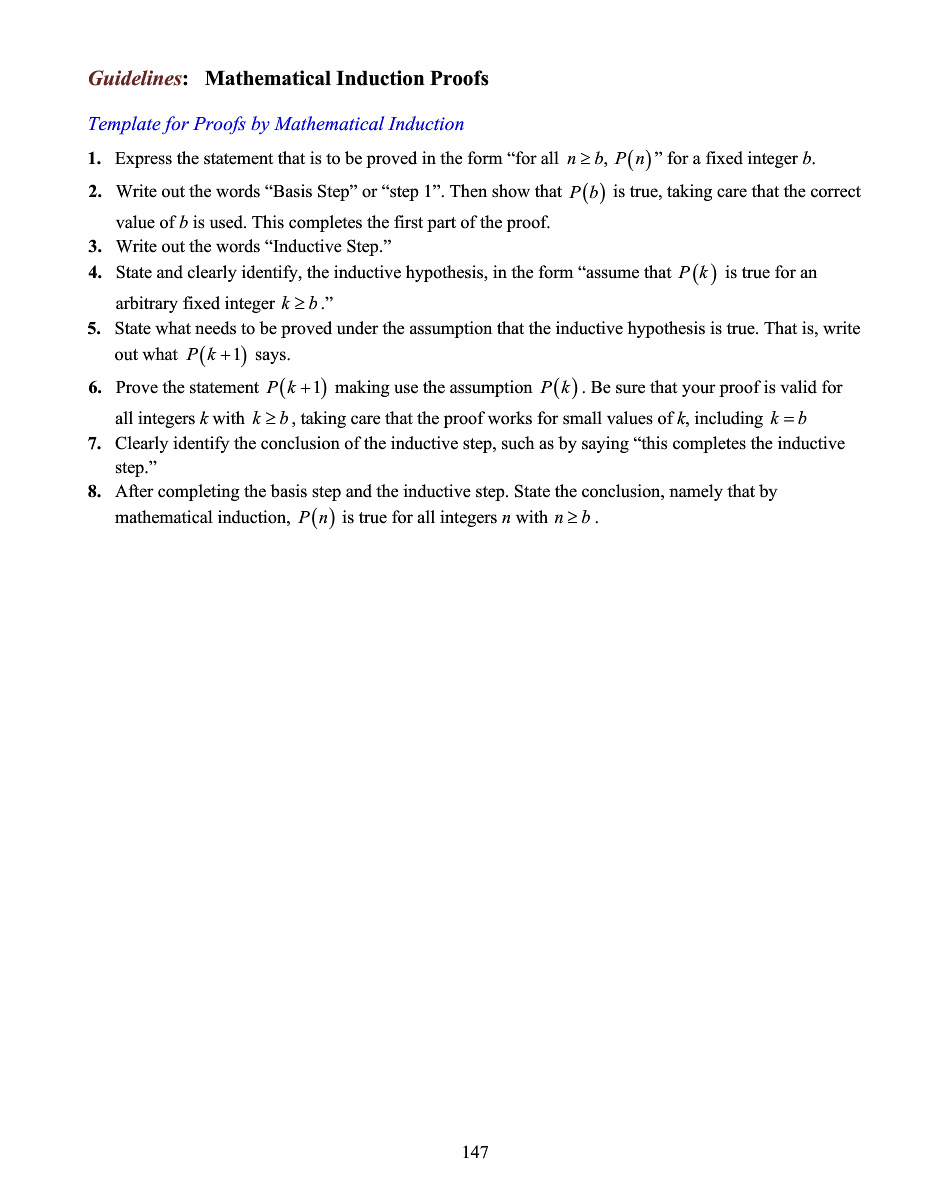 Guidelines: Mathematical Induction Proofs
Template for Proofs by Mathematical Induction
1. Express the statement that is to be proved in the form “for all n ≥ b, P(n)” for a fixed integer b.
2. Write out the words “Basis Step” or “step 1”. Then show that P(b) is true, taking care that the correct
value of b is used. This completes the first part of the proof.
3. Write out the words “Inductive Step.”
4. State and clearly identify, the inductive hypothesis, in the form “assume that P(k) is true for an
arbitrary fixed integer k ≥ b.”
5. State what needs to be proved under the assumption that the inductive hypothesis is true. That is, write
out what P(k+1) says.
6. Prove the statement P(k+1) making use the assumption P(k). Be sure that your proof is valid for
all integers k with k ≥ b, taking care that the proof works for small values of k, including k = b
7. Clearly identify the conclusion of the inductive step, such as by saying “this completes the inductive
step.”
8. After completing the basis step and the inductive step. State the conclusion, namely that by
mathematical induction, P(n) is true for all integers n with n ≥ b.
147